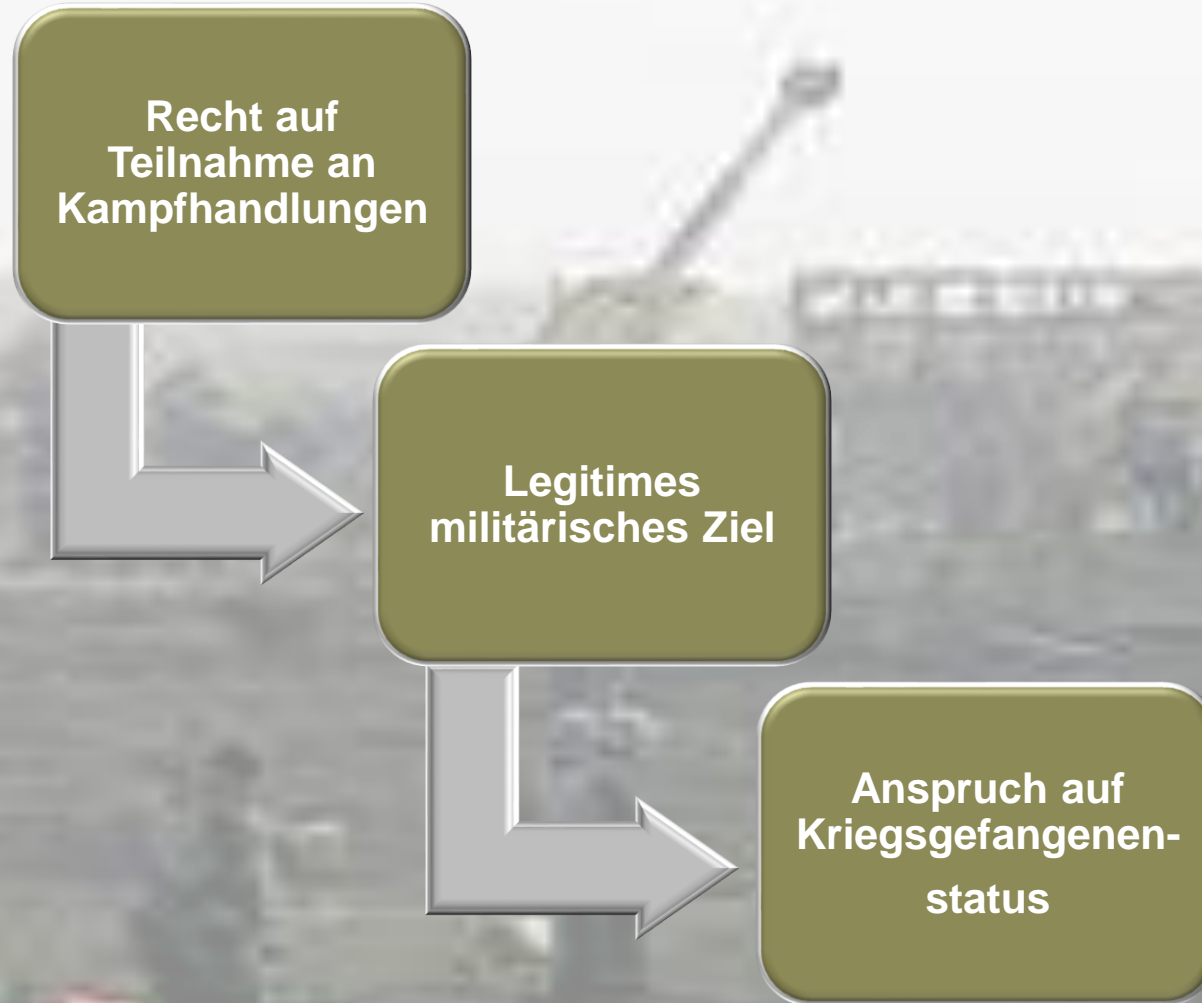 Recht auf
Teilnahme an
Kampfhandlungen
Legitimes
militärisches Ziel
Anspruch auf
Kriegsgefangenen-
status